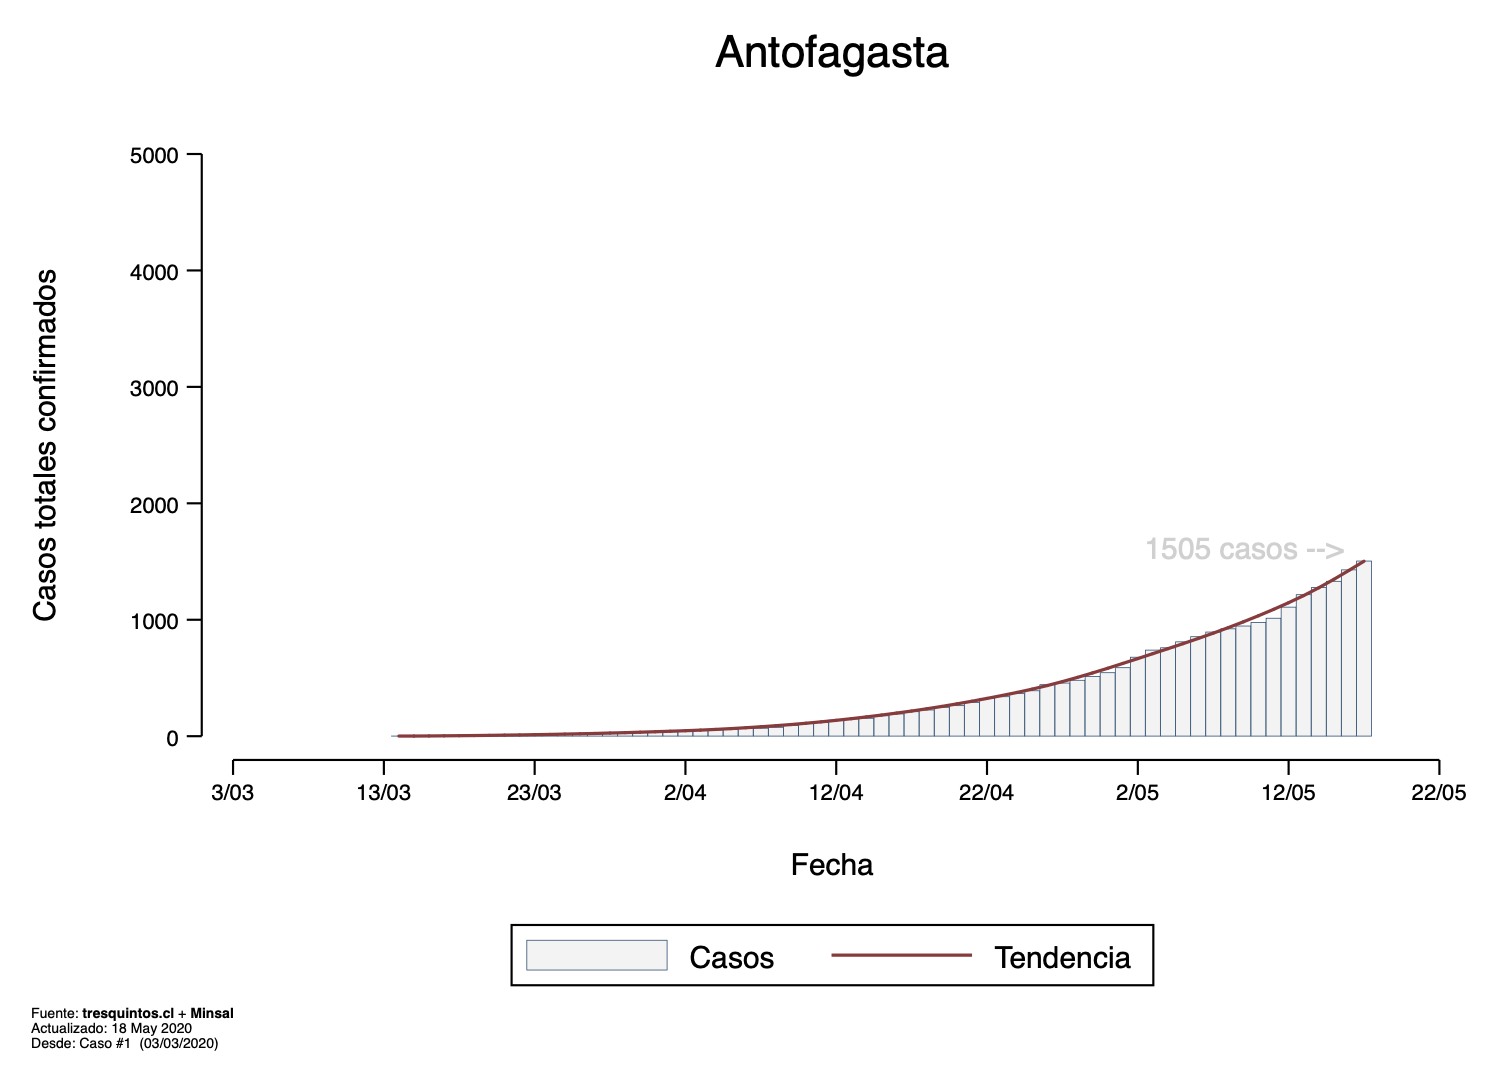 Antofagasta
Casos totales confirmados
5000
4000
3000
2000
1000
0
1505 casos -->
3/03
13/03
23/03
2/04
12/04
22/04
2/05
12/05
22/05
Fecha
Casos
Tendencia
Fuente: tresquintos.cl + Minsal
Actualizado: 18 May 2020
Desde: Caso #1  (03/03/2020)